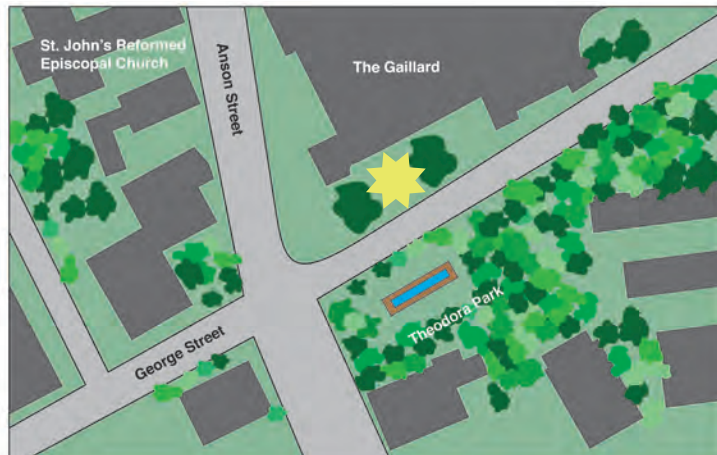 St. John's Reformed
Episcopal Church
Anson Street
The Gaillard
Theodora Park
George Street